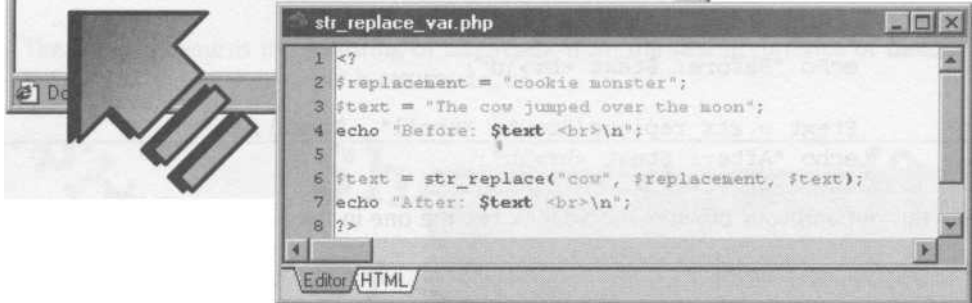 str_replace_var.php
1 <?
2 $replacement = "cookie monster";
3 $text = "The cow jumped over the moon";
4 echo "Before: $text <br>\n";
5
6 $text = str_replace("cow", $replacement, $text);
7 echo "After: $text <br>\n";
8 ?>
Do
Editor HTML